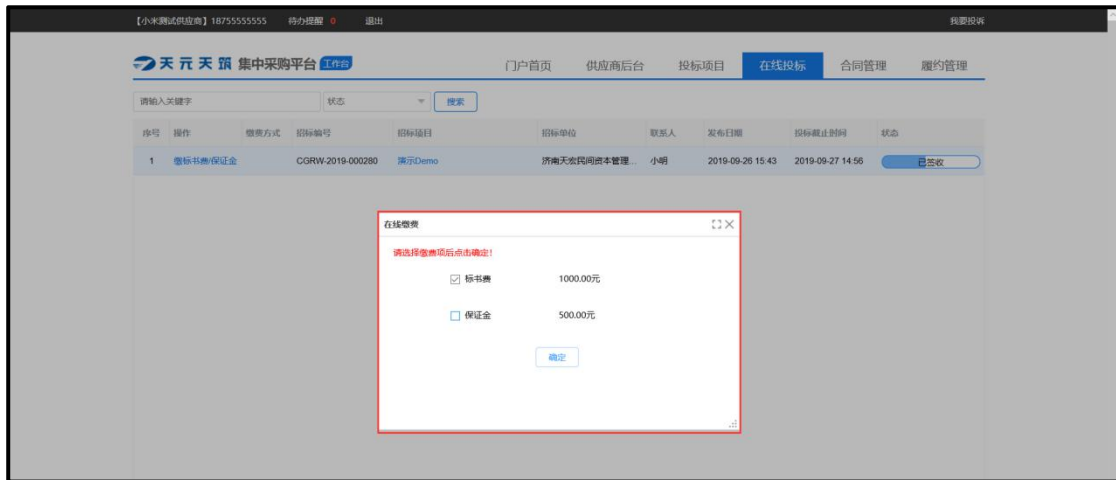 【小米测试供应商】18755555555 待办提醒 0 退出 我要投诉
天元天筑 集中采购平台 工作台 门户首页 供应商后台 投标项目 在线投标 合同管理 履约管理
请输入关键字 状态 搜索
序号 操作 缴费方式 招标编号 招标项目 招标单位 联系人 发布日期 投标截止时间 状态
1 缴标书费/保证金 CGRW-2019-000280 演示Demo 济南天宏民间资本管理... 小明 2019-09-26 15:43 2019-09-27 14:56 已签收
在线缴费
请选择缴费项后点击确定!
标书费 1000.00元
保证金 500.00元
确定